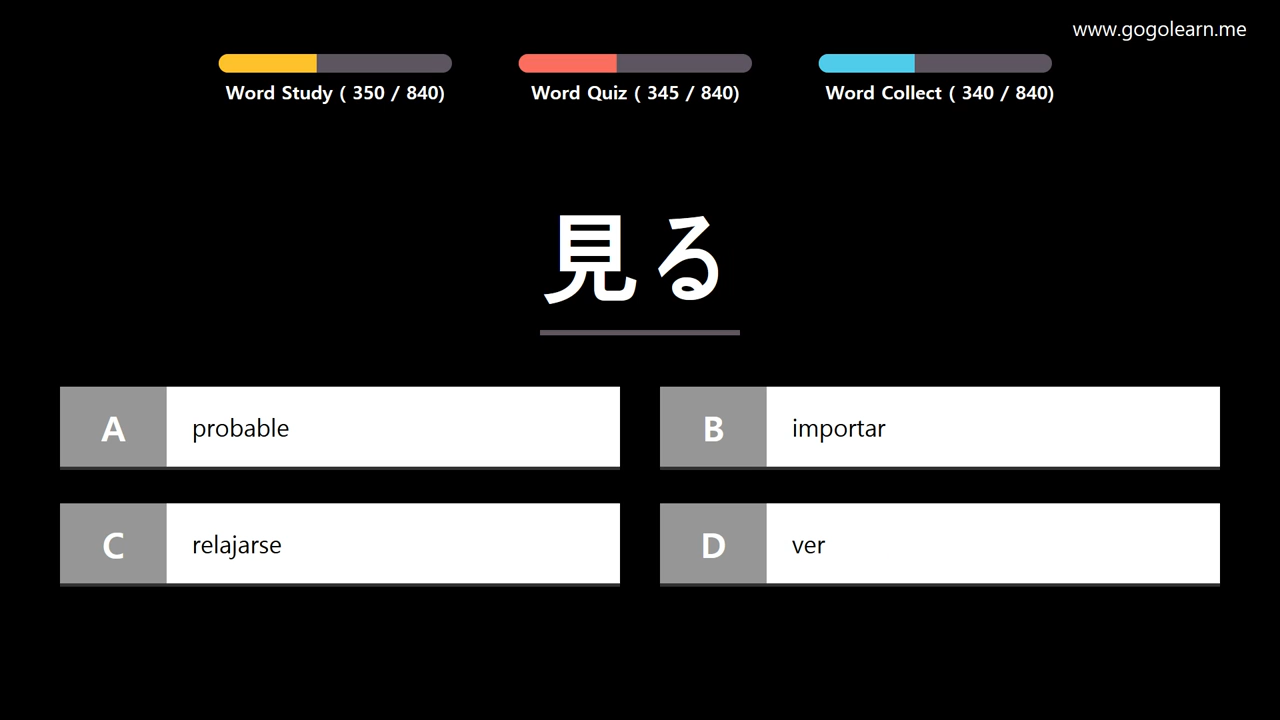 www.gogolearn.me
Word Study ( 350 / 840)
Word Quiz ( 345 / 840)
Word Collect ( 340 / 840)
見る
A probable
B importar
C relajarse
D ver